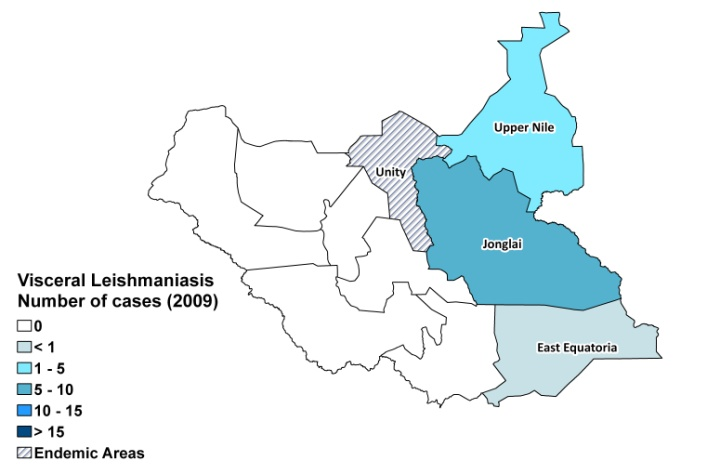 Upper Nile
Unity
Jonglai
Visceral Leishmaniasis
Number of cases (2009)
0
< 1
1 - 5
5 - 10
10 - 15
> 15
Endemic Areas
East Equatoria